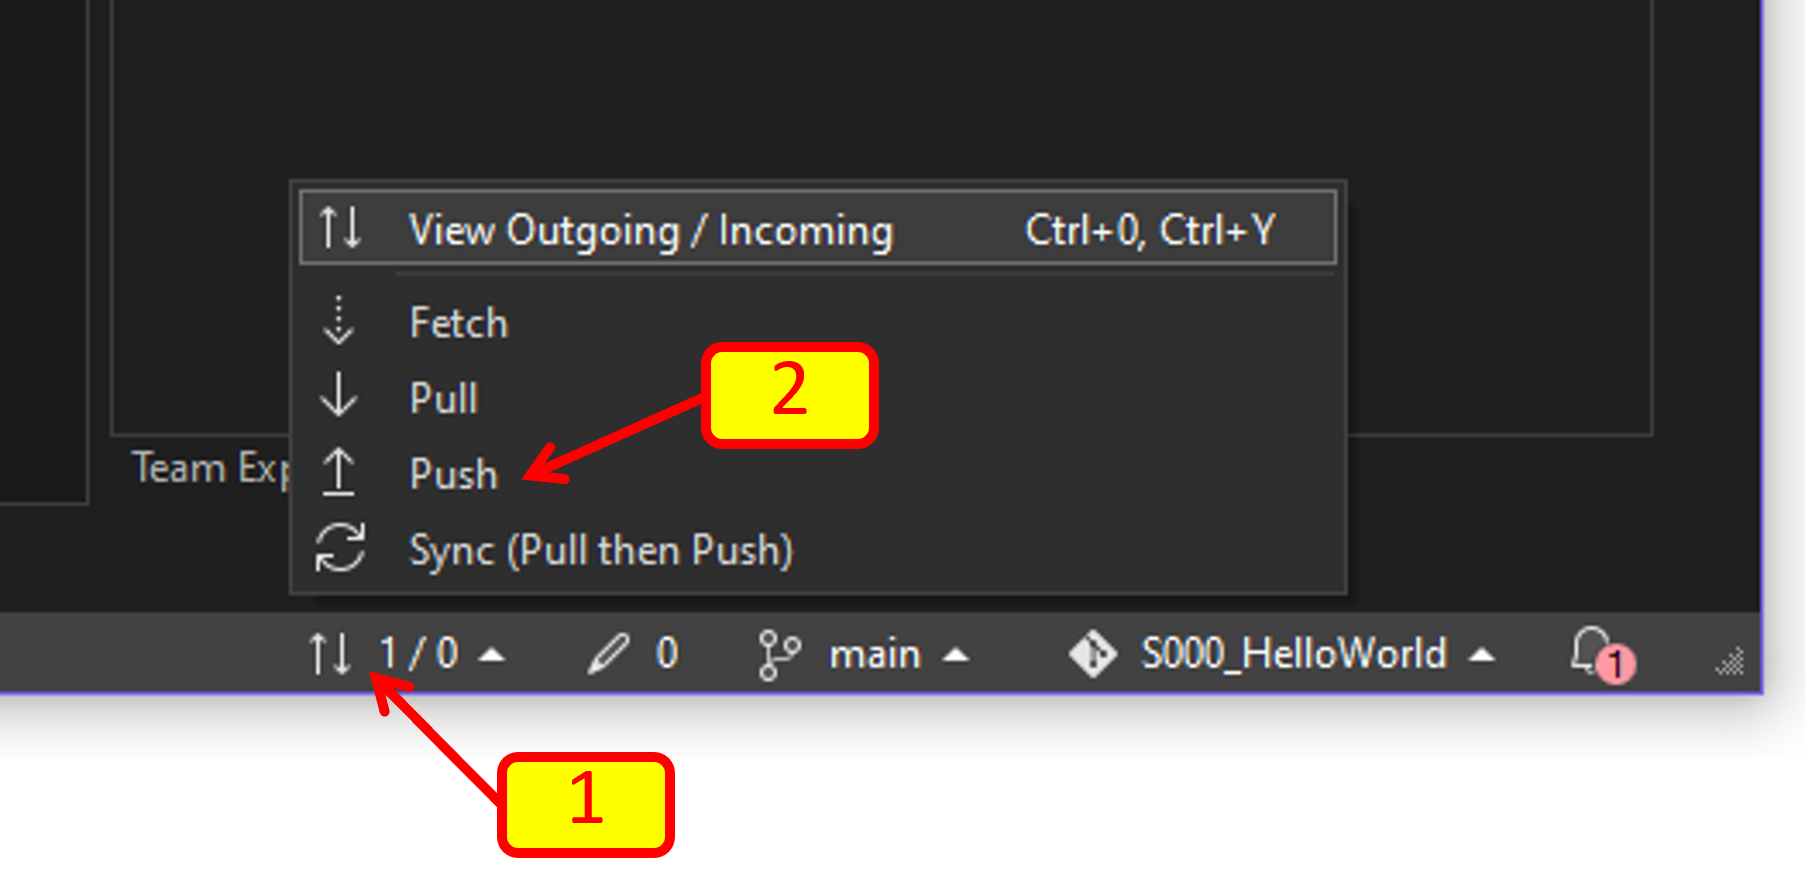 View Outgoing / Incoming Ctrl+0, Ctrl+Y
Fetch
2
Pull
Team Exp
Push
Sync (Pull then Push)
1 / 0 0 main S000_HelloWorld 1
1